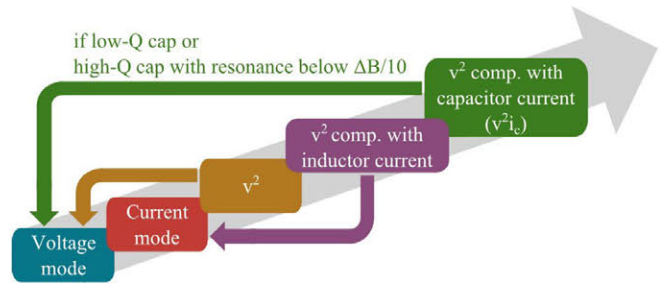 if low-Q cap or
high-Q cap with resonance below ΔB/10
v² comp. with
capacitor current
(v²i_c)
v² comp. with
inductor current
v²
Current
mode
Voltage
mode